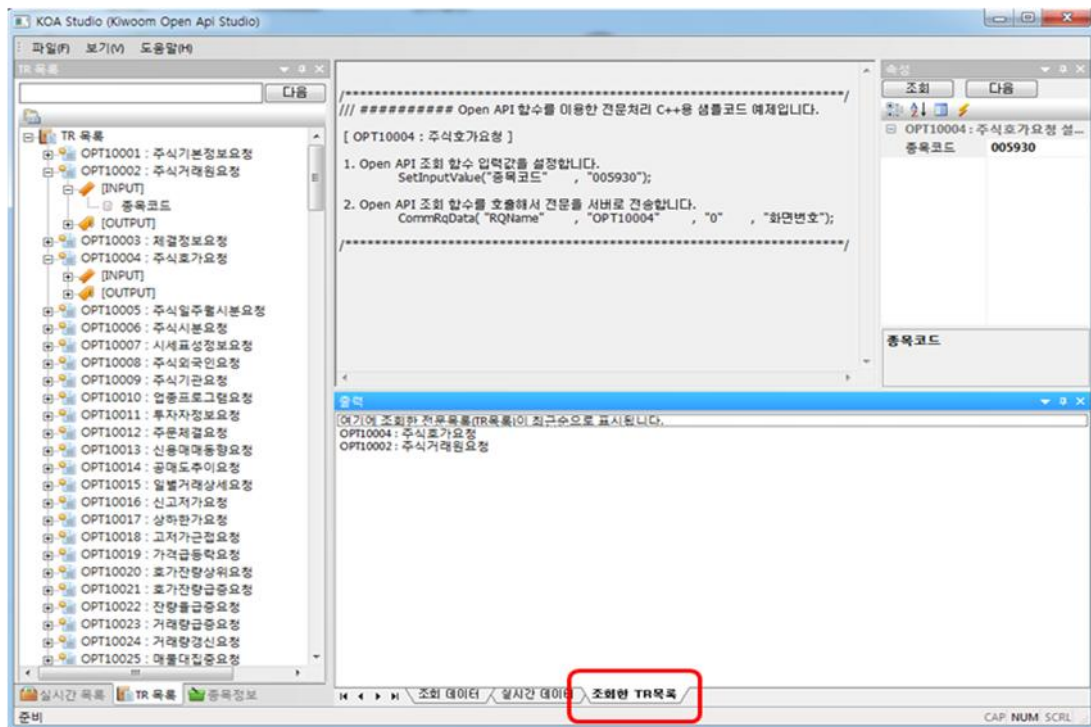 KOA Studio (Kiwoom Open Api Studio)
파일(F) 보기(V) 도움말(H)
TR 목록
다음
TR 목록
OPT10001 : 주식기본정보요청
OPT10002 : 주식거래원요청
[INPUT]
종목코드
[OUTPUT]
OPT10003 : 체결정보요청
OPT10004 : 주식호가요청
[INPUT]
[OUTPUT]
OPT10005 : 주식일주월시분요청
OPT10006 : 주식시분요청
OPT10007 : 시세표성정보요청
OPT10008 : 주식외국인요청
OPT10009 : 주식기관요청
OPT10010 : 업종프로그램요청
OPT10011 : 투자자정보요청
OPT10012 : 주문체결요청
OPT10013 : 신용매매동향요청
OPT10014 : 공매도추이요청
OPT10015 : 일별거래상세요청
OPT10016 : 신고저가요청
OPT10017 : 상하한가요청
OPT10018 : 고저가근접요청
OPT10019 : 가격급등락요청
OPT10020 : 호가잔량상위요청
OPT10021 : 호가잔량급증요청
OPT10022 : 잔량율급증요청
OPT10023 : 거래량급증요청
OPT10024 : 거래량갱신요청
OPT10025 : 매물대집중요청
실시간 목록 TR 목록 종목정보
/// ########## Open API 함수를 이용한 전문처리 C++용 샘플코드 예제입니다.
[ OPT10004 : 주식호가요청 ]
1. Open API 조회 함수 입력값을 설정합니다.
SetInputValue("종목코드" , "005930");
2. Open API 조회 함수를 호출해서 전문을 서버로 전송합니다.
CommRqData( "RQName" , "OPT10004" , "0" , "화면번호");
속성
조회 다음
OPT10004 : 주식호가요청 설...
종목코드 005930
종목코드
출력
여기에 조회한 전문목록(TR목록)이 최근순으로 표시됩니다.
OPT10004 : 주식호가요청
OPT10002 : 주식거래원요청
조회 데이터 실시간 데이터 조회한 TR목록
준비
CAP NUM SCRL